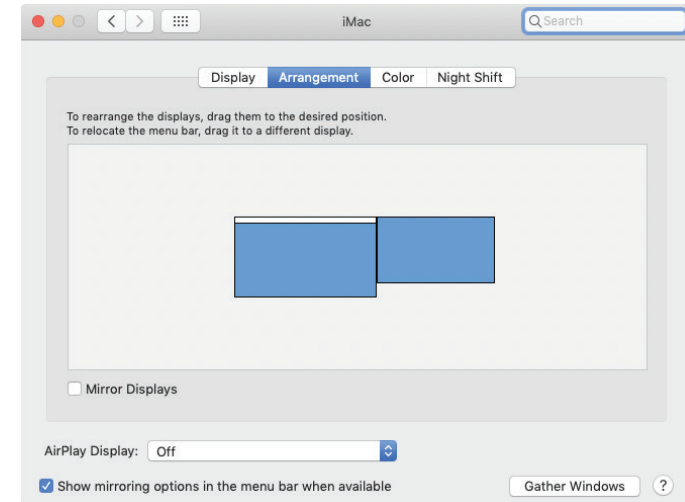 iMac
Search
Display Arrangement Color Night Shift
To rearrange the displays, drag them to the desired position.
To relocate the menu bar, drag it to a different display.
Mirror Displays
AirPlay Display: Off
Show mirroring options in the menu bar when available
Gather Windows
?